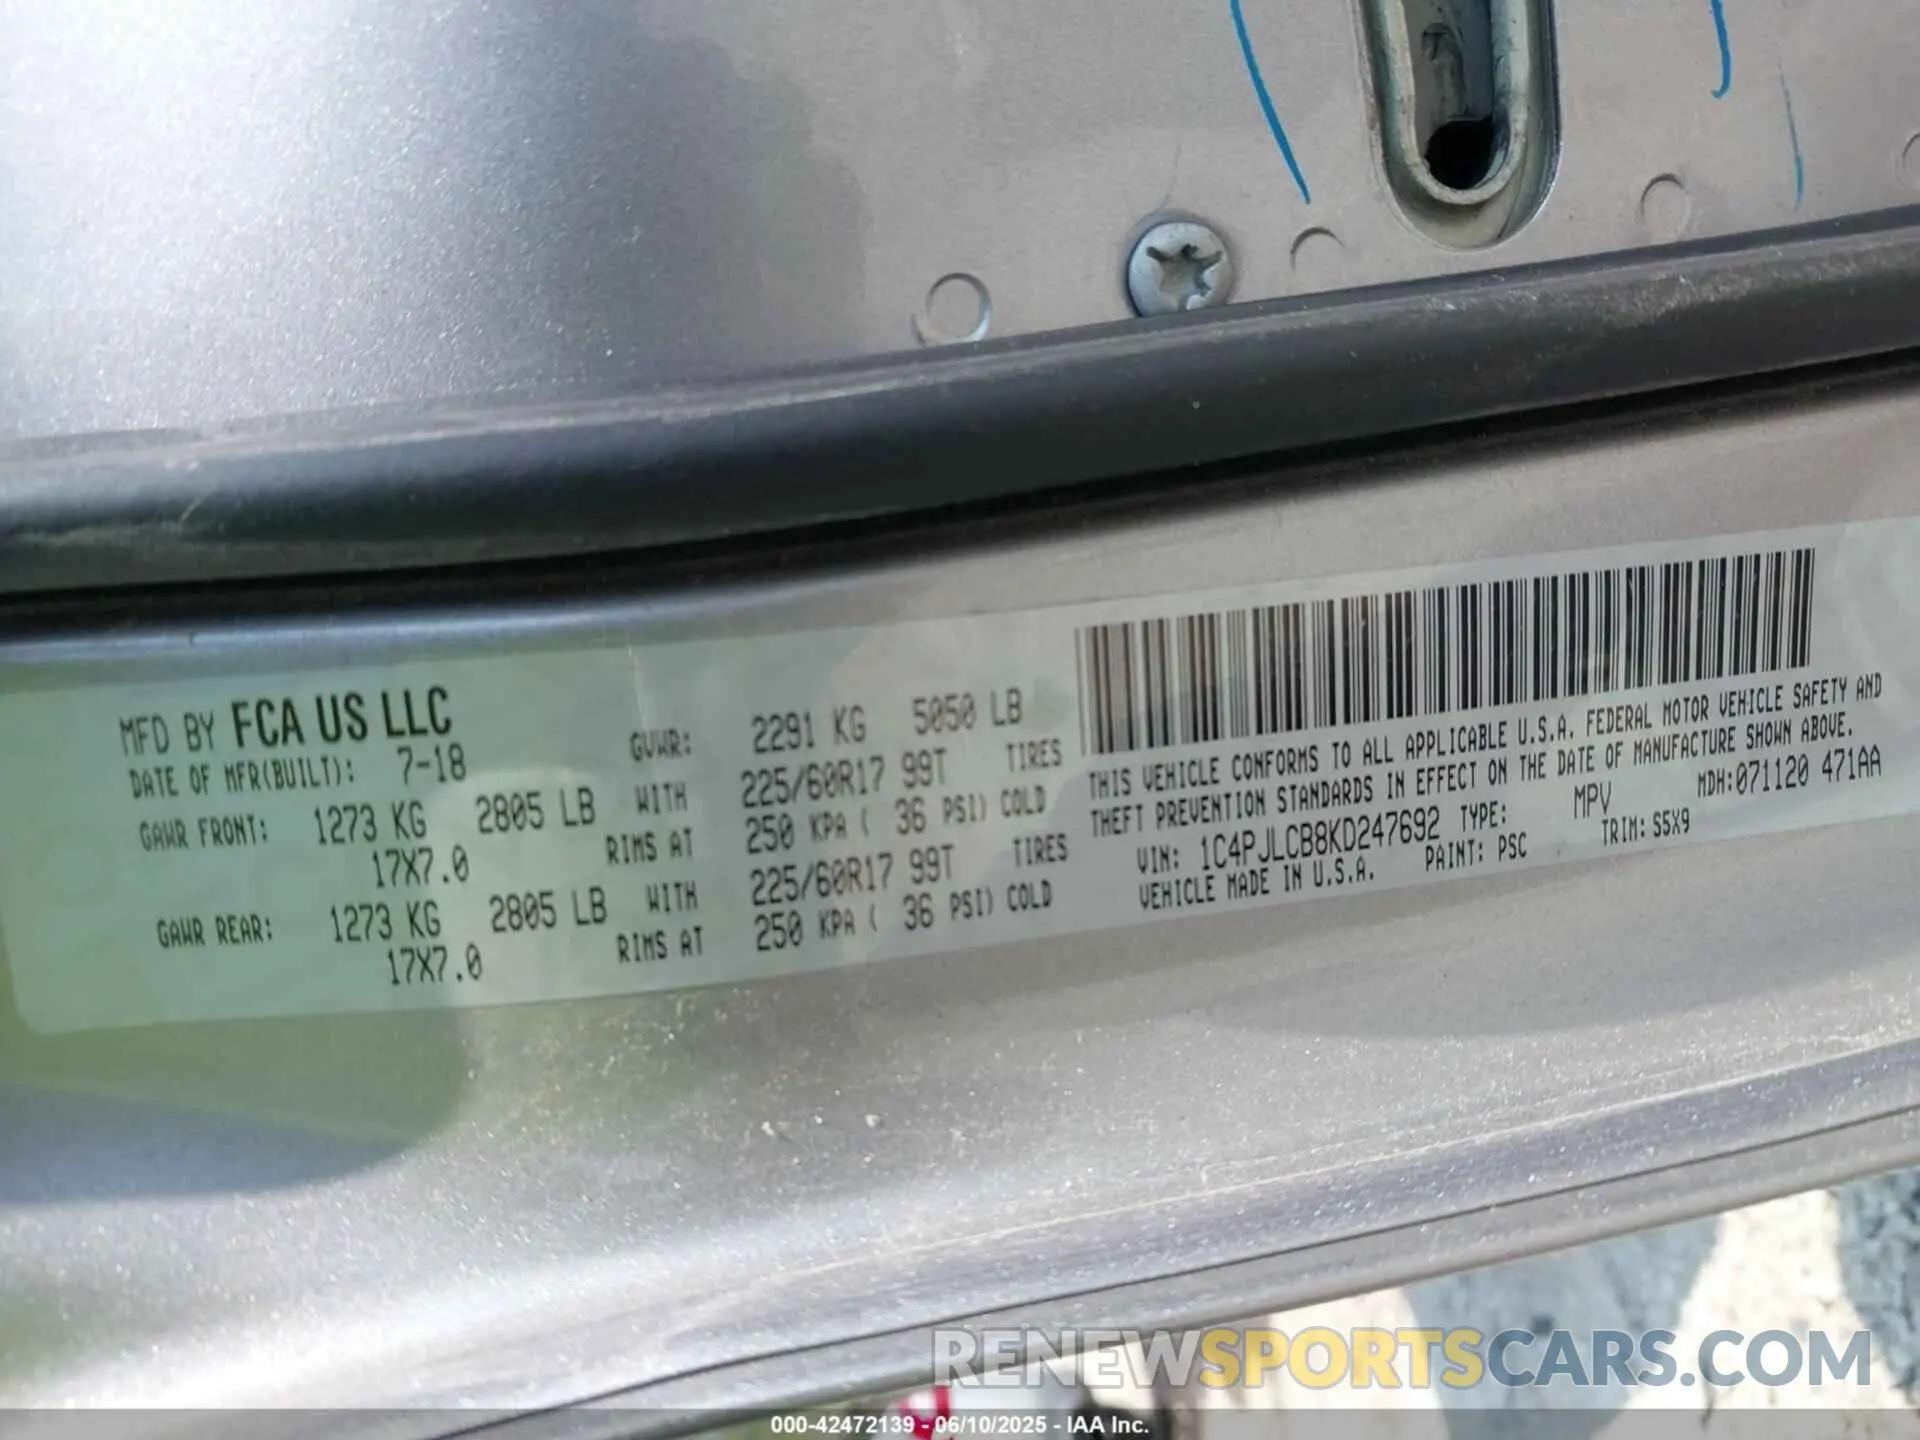 MFD BY FCA US LLC
DATE OF MFR(BUILT): 7-18
GVWR: 2291 KG 5050 LB
GAWR FRONT: 1273 KG 2805 LB WITH 225/60R17 99T TIRES
17X7.0 RIMS AT 250 KPA ( 36 PSI) COLD
GAWR REAR: 1273 KG 2805 LB WITH 225/60R17 99T TIRES
17X7.0 RIMS AT 250 KPA ( 36 PSI) COLD
THIS VEHICLE CONFORMS TO ALL APPLICABLE U.S.A. FEDERAL MOTOR VEHICLE SAFETY AND
THEFT PREVENTION STANDARDS IN EFFECT ON THE DATE OF MANUFACTURE SHOWN ABOVE.
VIN: 1C4PJLCB8KD247692 TYPE: MPV MDH:071120 471AA
VEHICLE MADE IN U.S.A. PAINT: PSC TRIM: S5X9
RENEWSPORTSCARS.COM
000-42472139 - 06/10/2025 - IAA Inc.